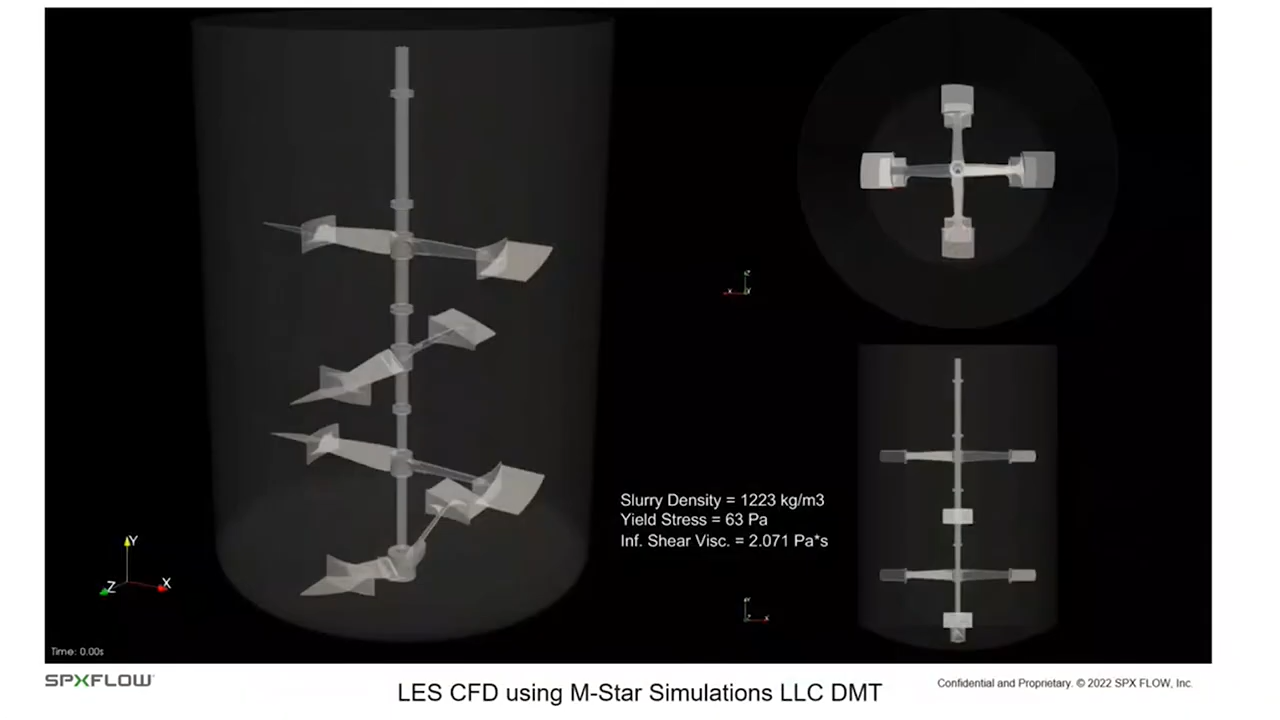 Slurry Density = 1223 kg/m3
Yield Stress = 63 Pa
Inf. Shear Visc. = 2.071 Pa*s
Y
Z
X
Time: 0.00s
SPXFLOW
LES CFD using M-Star Simulations LLC DMT
Confidential and Proprietary. © 2022 SPX FLOW, Inc.